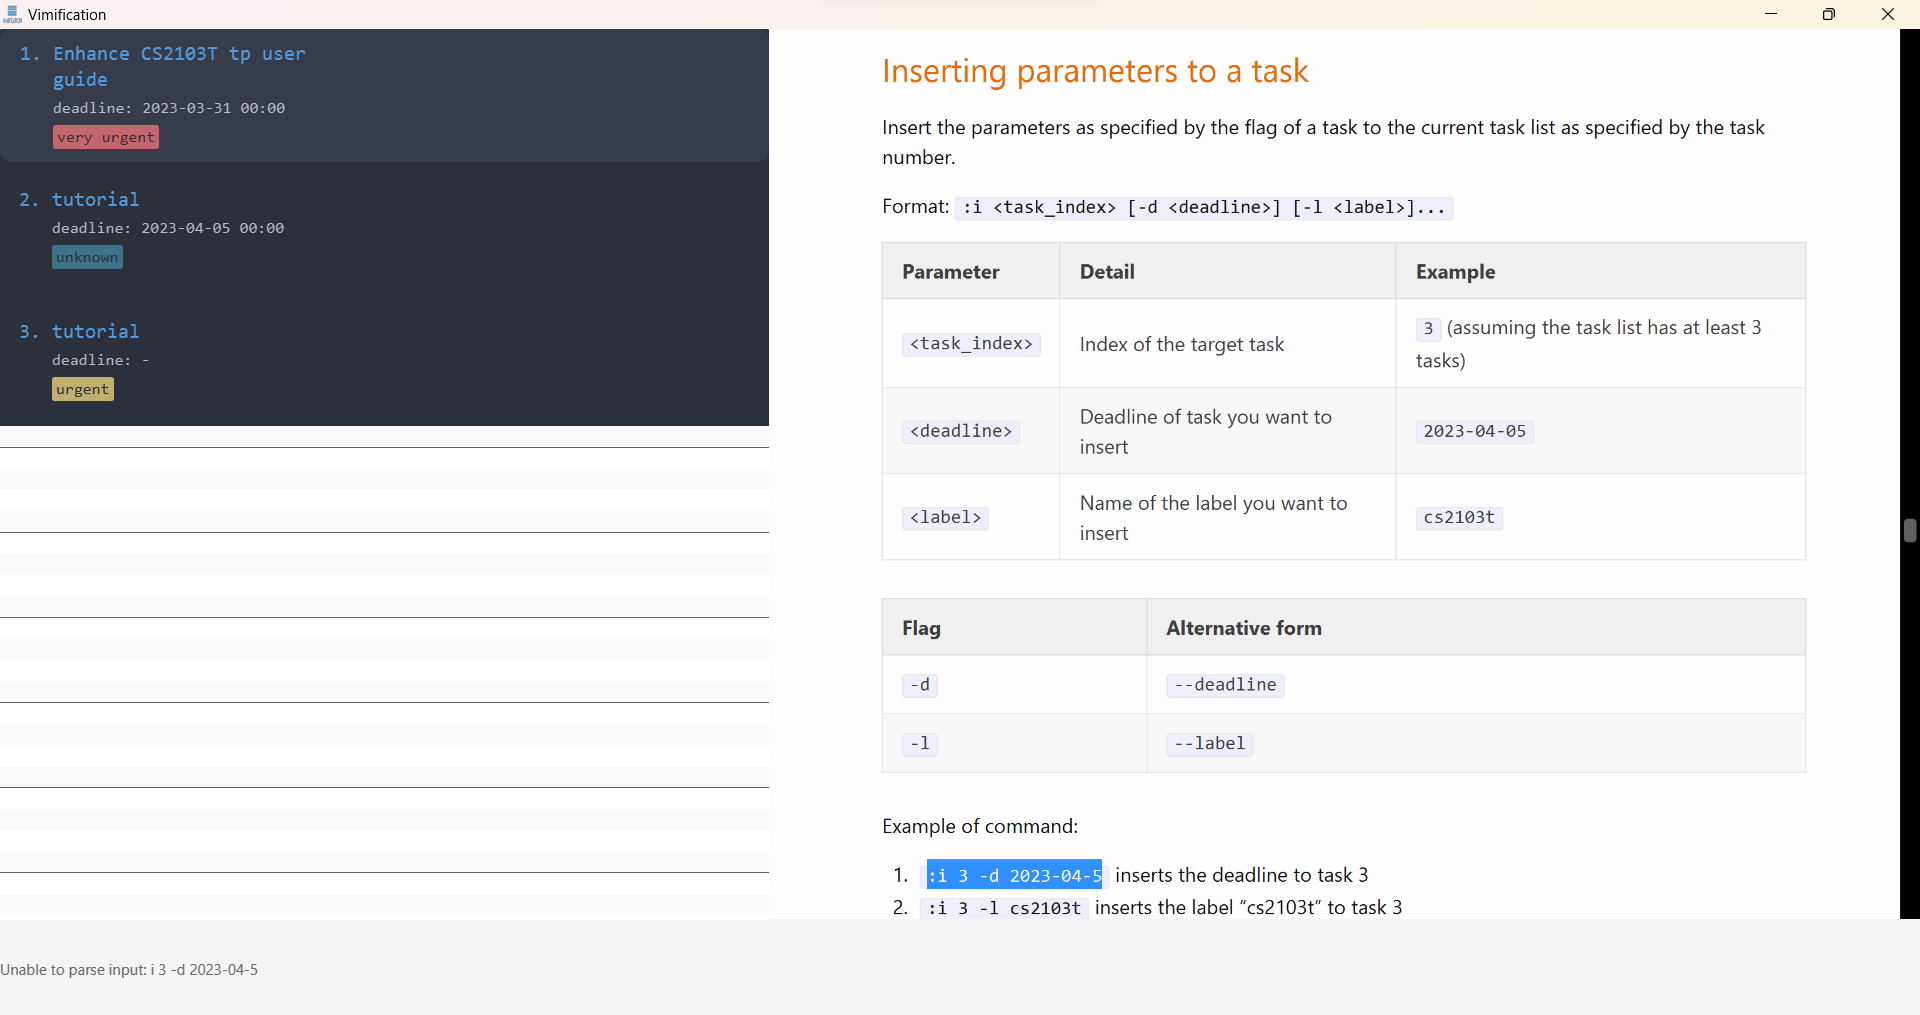 Vimification
1. Enhance CS2103T tp user
guide
deadline: 2023-03-31 00:00
very urgent
2. tutorial
deadline: 2023-04-05 00:00
unknown
3. tutorial
deadline: -
urgent
Inserting parameters to a task
Insert the parameters as specified by the flag of a task to the current task list as specified by the task
number.
Format: :i <task_index> [-d <deadline>] [-l <label>]...
Parameter Detail Example
<task_index> Index of the target task 3 (assuming the task list has at least 3
tasks)
<deadline> Deadline of task you want to
insert 2023-04-05
<label> Name of the label you want to
insert cs2103t
Flag Alternative form
-d --deadline
-l --label
Example of command:
1. :i 3 -d 2023-04-5 inserts the deadline to task 3
2. :i 3 -l cs2103t inserts the label “cs2103t” to task 3
Unable to parse input: i 3 -d 2023-04-5